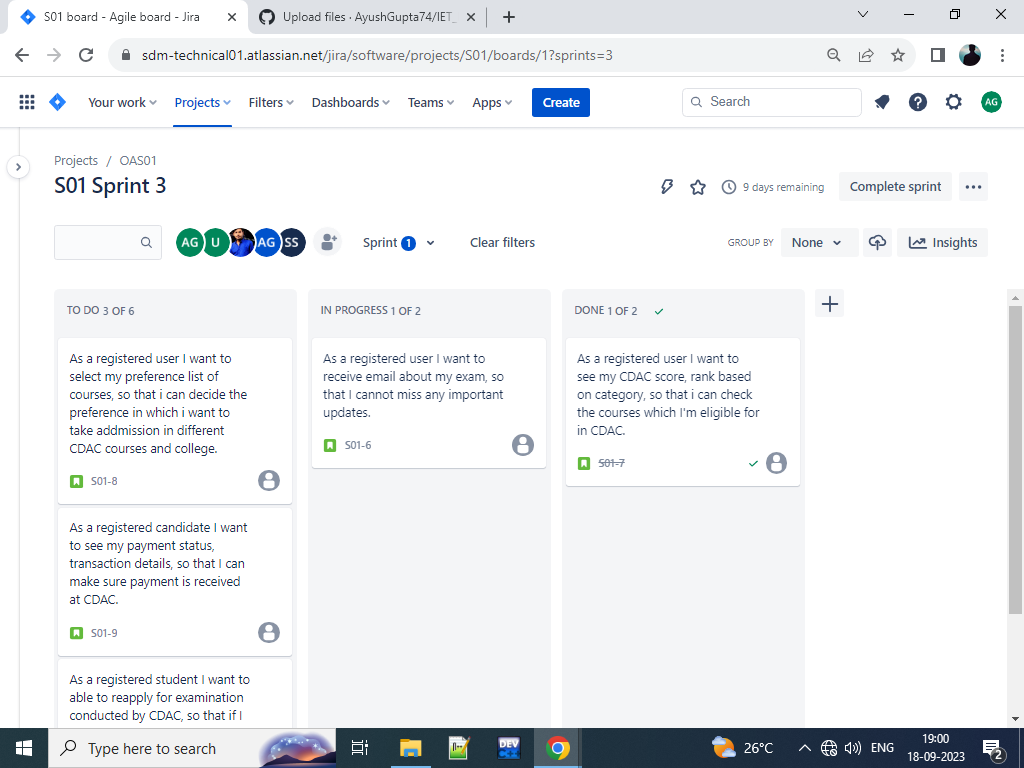 S01 board - Agile board - Jira
Upload files · AyushGupta74/IET_
sdm-technical01.atlassian.net/jira/software/projects/S01/boards/1?sprints=3
Your work Projects Filters Dashboards Teams Apps Create Search AG
Projects / OAS01
S01 Sprint 3
9 days remaining Complete sprint
AG U AG SS Sprint 1 Clear filters GROUP BY None Insights
TO DO 3 OF 6
As a registered user I want to
select my preference list of
courses, so that i can decide the
preference in which i want to
take addmission in different
CDAC courses and college.
S01-8
As a registered candidate I want
to see my payment status,
transaction details, so that I can
make sure payment is received
at CDAC.
S01-9
As a registered student I want to
able to reapply for examination
conducted by CDAC, so that if I
IN PROGRESS 1 OF 2
As a registered user I want to
receive email about my exam, so
that I cannot miss any important
updates.
S01-6
DONE 1 OF 2
As a registered user I want to
see my CDAC score, rank based
on category, so that i can check
the courses which I'm eligible for
in CDAC.
S01-7
Type here to search
DEV
26°C
ENG
19:00
18-09-2023
2